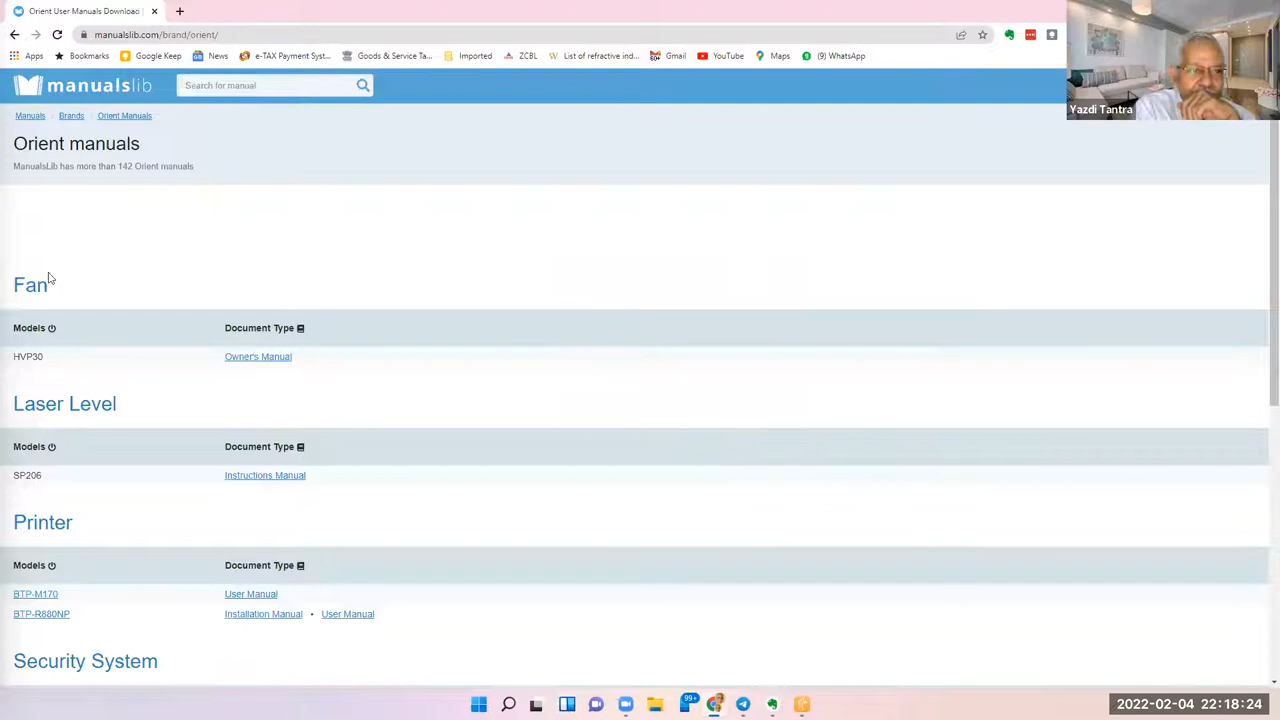 Orient User Manuals Download |
manualslib.com/brand/orient/
Apps Bookmarks Google Keep News e-TAX Payment Syst... Goods & Service Ta... Imported ZCBL List of refractive ind... Gmail YouTube Maps (9) WhatsApp
manualslib Search for manual
Yazdi Tantra
Manuals Brands Orient Manuals
Orient manuals
ManualsLib has more than 142 Orient manuals
Fan
Models Document Type
HVP30 Owner's Manual
Laser Level
Models Document Type
SP206 Instructions Manual
Printer
Models Document Type
BTP-M170 User Manual
BTP-R880NP Installation Manual • User Manual
Security System
99+
2022-02-04 22:18:24